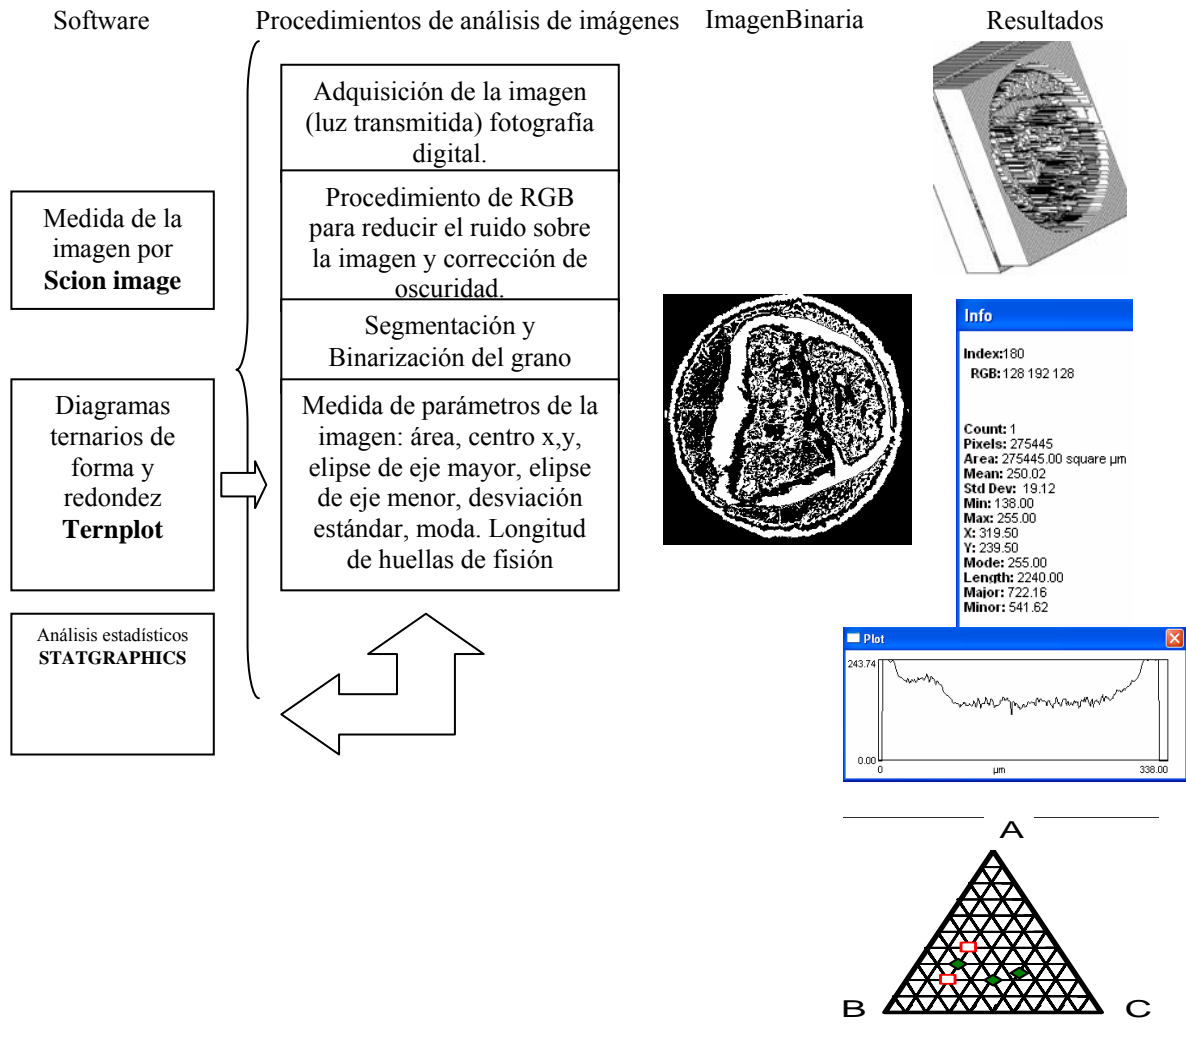 Software
Procedimientos de análisis de imágenes
ImagenBinaria
Resultados
Adquisición de la imagen
(luz transmitida) fotografía
digital.
Procedimiento de RGB
para reducir el ruido sobre
la imagen y corrección de
oscuridad.
Segmentación y
Binarización del grano
Medida de parámetros de la
imagen: área, centro x,y,
elipse de eje mayor, elipse
de eje menor, desviación
estándar, moda. Longitud
de huellas de fisión
Medida de la
imagen por
Scion image
Diagramas
ternarios de
forma y
redondez
Ternplot
Análisis estadísticos
STATGRAPHICS
Info
Index:180
RGB: 128 192 128
Count: 1
Pixels: 275445
Area: 275445.00 square µm
Mean: 250.02
Std Dev: 19.12
Min: 138.00
Max: 255.00
X: 319.50
Y: 239.50
Mode: 255.00
Length: 2240.00
Major: 722.16
Minor: 541.62
Plot
243.74
0.00
0
µm
338.00
A
B
C